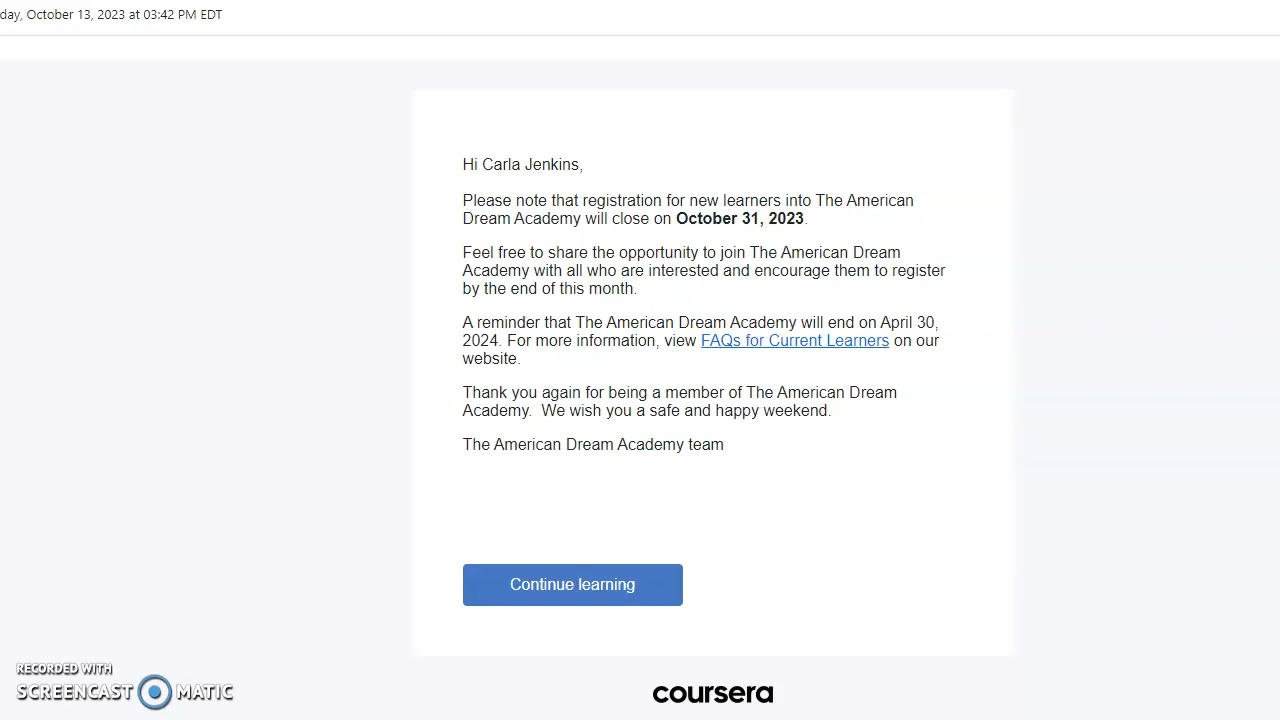 day, October 13, 2023 at 03:42 PM EDT
Hi Carla Jenkins,
Please note that registration for new learners into The American
Dream Academy will close on October 31, 2023.
Feel free to share the opportunity to join The American Dream
Academy with all who are interested and encourage them to register
by the end of this month.
A reminder that The American Dream Academy will end on April 30,
2024. For more information, view FAQs for Current Learners on our
website.
Thank you again for being a member of The American Dream
Academy.  We wish you a safe and happy weekend.
The American Dream Academy team
Continue learning
RECORDED WITH
SCREENCAST MATIC
coursera